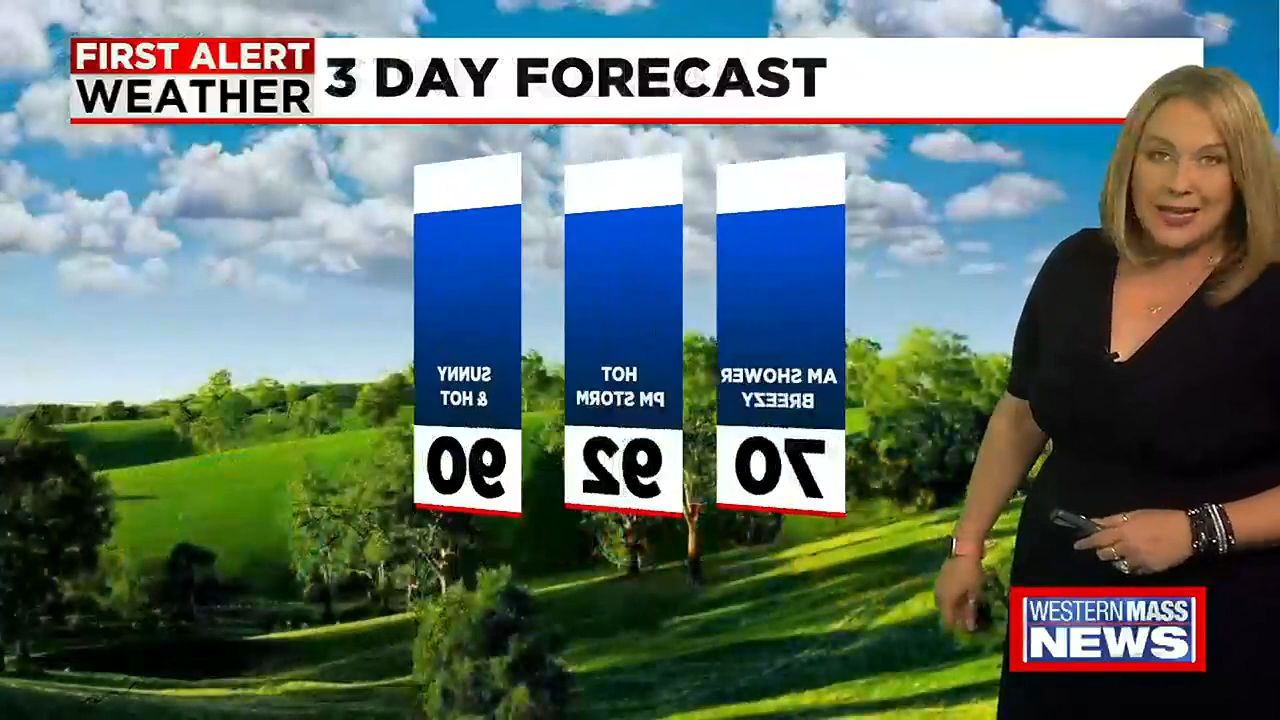 FIRST ALERT
WEATHER
3 DAY FORECAST
SUNNY
& HOT
90
HOT
PM STORM
92
AM SHOWER
BREEZY
70
WESTERN MASS
NEWS